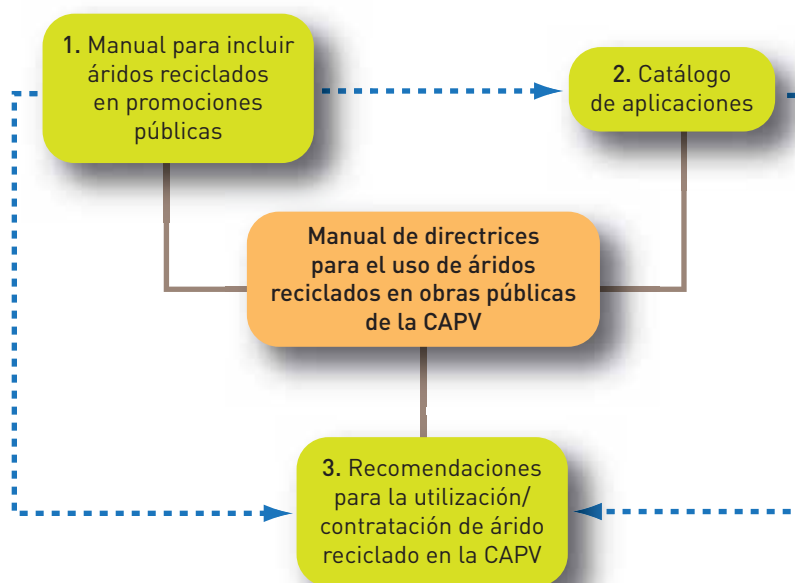 1. Manual para incluir
áridos reciclados
en promociones
públicas
2. Catálogo
de aplicaciones
Manual de directrices
para el uso de áridos
reciclados en obras públicas
de la CAPV
3. Recomendaciones
para la utilización/
contratación de árido
reciclado en la CAPV